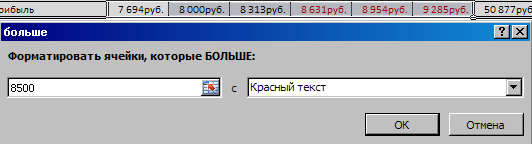 рибыль 7 694руб. 8 000руб. 8 313руб. 8 631руб. 8 954руб. 9 285руб. 50 877руб
больше
Форматировать ячейки, которые БОЛЬШЕ:
8500 с Красный текст
ОК Отмена